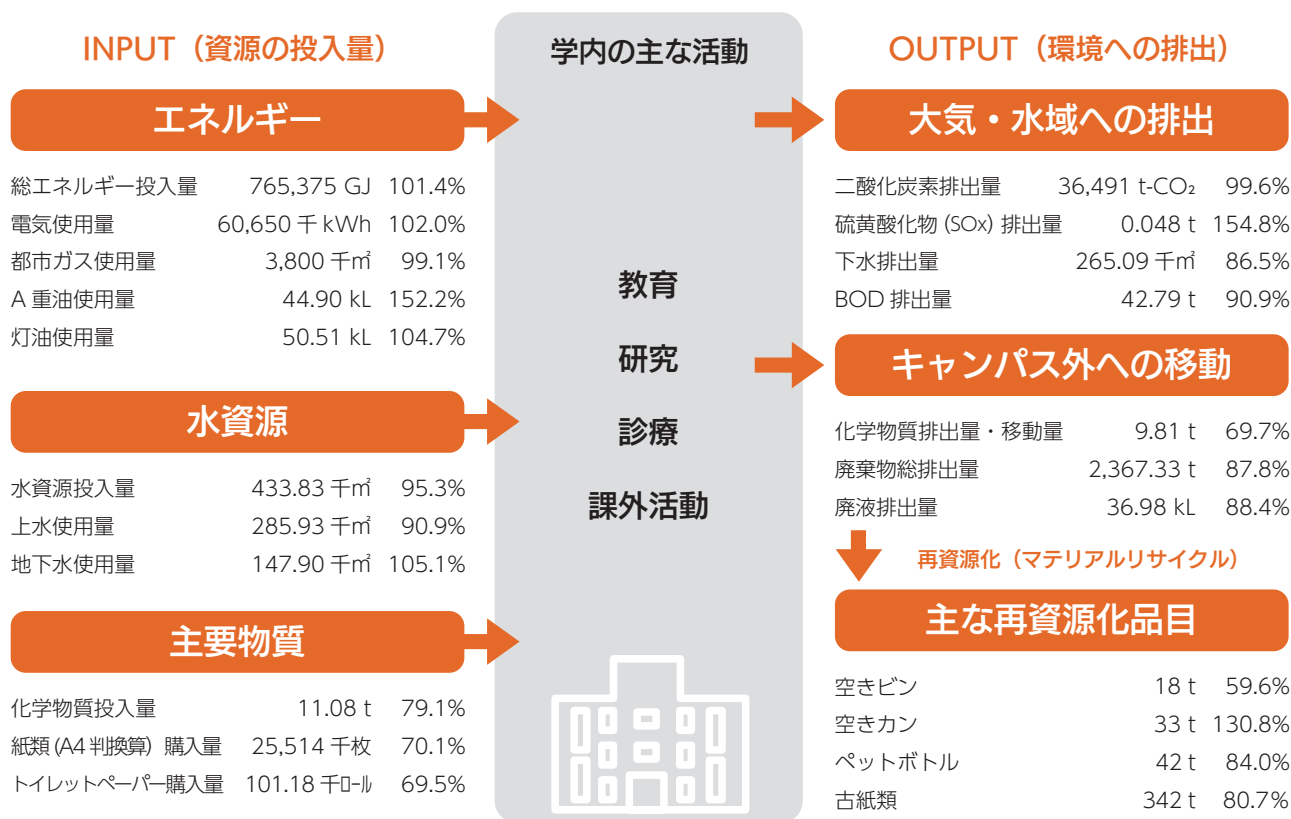 INPUT（資源の投入量）
エネルギー
総エネルギー投入量 765,375 GJ 101.4%
電気使用量 60,650 千 kWh 102.0%
都市ガス使用量 3,800 千㎥ 99.1%
A 重油使用量 44.90 kL 152.2%
灯油使用量 50.51 kL 104.7%
水資源
水資源投入量 433.83 千㎥ 95.3%
上水使用量 285.93 千㎥ 90.9%
地下水使用量 147.90 千㎥ 105.1%
主要物質
化学物質投入量 11.08 t 79.1%
紙類 (A4 判換算) 購入量 25,514 千枚 70.1%
トイレットペーパー購入量 101.18 千ロール 69.5%
学内の主な活動
教育
研究
診療
課外活動
OUTPUT（環境への排出）
大気・水域への排出
二酸化炭素排出量 36,491 t-CO₂ 99.6%
硫黄酸化物 (SOx) 排出量 0.048 t 154.8%
下水排出量 265.09 千㎥ 86.5%
BOD 排出量 42.79 t 90.9%
キャンパス外への移動
化学物質排出量・移動量 9.81 t 69.7%
廃棄物総排出量 2,367.33 t 87.8%
廃液排出量 36.98 kL 88.4%
再資源化（マテリアルリサイクル）
主な再資源化品目
空きビン 18 t 59.6%
空きカン 33 t 130.8%
ペットボトル 42 t 84.0%
古紙類 342 t 80.7%